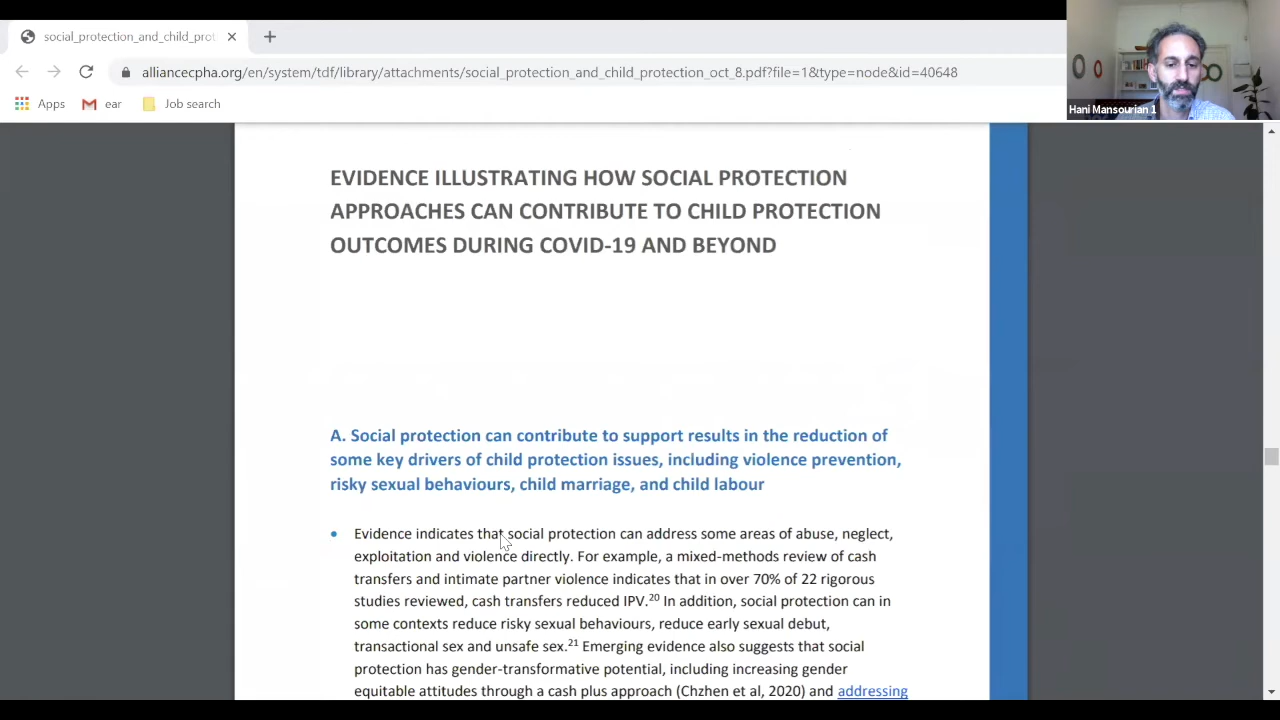 social_protection_and_child_prot
alliancecpha.org/en/system/tdf/library/attachments/social_protection_and_child_protection_oct_8.pdf?file=1&type=node&id=40648
Apps ear Job search
Hani Mansourian 1
EVIDENCE ILLUSTRATING HOW SOCIAL PROTECTION
APPROACHES CAN CONTRIBUTE TO CHILD PROTECTION
OUTCOMES DURING COVID-19 AND BEYOND
A. Social protection can contribute to support results in the reduction of
some key drivers of child protection issues, including violence prevention,
risky sexual behaviours, child marriage, and child labour
• Evidence indicates that social protection can address some areas of abuse, neglect,
exploitation and violence directly. For example, a mixed-methods review of cash
transfers and intimate partner violence indicates that in over 70% of 22 rigorous
studies reviewed, cash transfers reduced IPV.20 In addition, social protection can in
some contexts reduce risky sexual behaviours, reduce early sexual debut,
transactional sex and unsafe sex.21 Emerging evidence also suggests that social
protection has gender-transformative potential, including increasing gender
equitable attitudes through a cash plus approach (Chzhen et al, 2020) and addressing